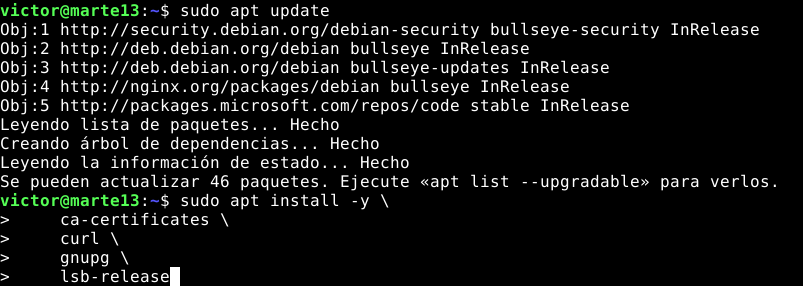 victor@marte13:~$ sudo apt update
Obj:1 http://security.debian.org/debian-security bullseye-security InRelease
Obj:2 http://deb.debian.org/debian bullseye InRelease
Obj:3 http://deb.debian.org/debian bullseye-updates InRelease
Obj:4 http://nginx.org/packages/debian bullseye InRelease
Obj:5 http://packages.microsoft.com/repos/code stable InRelease
Leyendo lista de paquetes... Hecho
Creando árbol de dependencias... Hecho
Leyendo la información de estado... Hecho
Se pueden actualizar 46 paquetes. Ejecute «apt list --upgradable» para verlos.
victor@marte13:~$ sudo apt install -y \
>     ca-certificates \
>     curl \
>     gnupg \
>     lsb-release